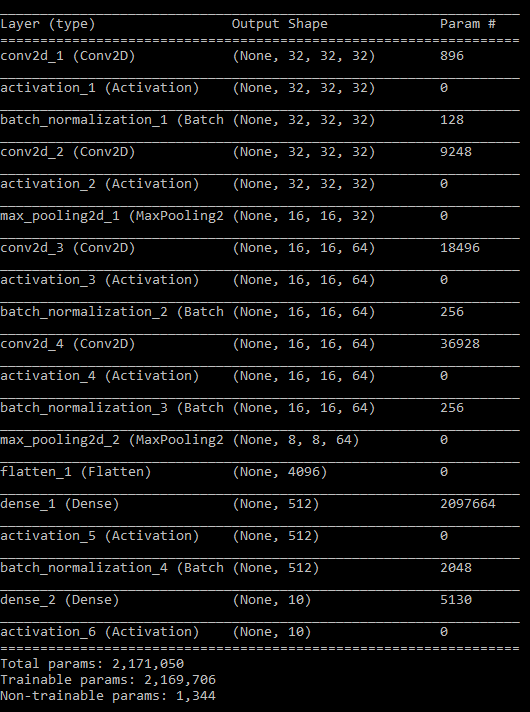 Layer (type) Output Shape Param #
conv2d_1 (Conv2D) (None, 32, 32, 32) 896
activation_1 (Activation) (None, 32, 32, 32) 0
batch_normalization_1 (Batch (None, 32, 32, 32) 128
conv2d_2 (Conv2D) (None, 32, 32, 32) 9248
activation_2 (Activation) (None, 32, 32, 32) 0
max_pooling2d_1 (MaxPooling2 (None, 16, 16, 32) 0
conv2d_3 (Conv2D) (None, 16, 16, 64) 18496
activation_3 (Activation) (None, 16, 16, 64) 0
batch_normalization_2 (Batch (None, 16, 16, 64) 256
conv2d_4 (Conv2D) (None, 16, 16, 64) 36928
activation_4 (Activation) (None, 16, 16, 64) 0
batch_normalization_3 (Batch (None, 16, 16, 64) 256
max_pooling2d_2 (MaxPooling2 (None, 8, 8, 64) 0
flatten_1 (Flatten) (None, 4096) 0
dense_1 (Dense) (None, 512) 2097664
activation_5 (Activation) (None, 512) 0
batch_normalization_4 (Batch (None, 512) 2048
dense_2 (Dense) (None, 10) 5130
activation_6 (Activation) (None, 10) 0
Total params: 2,171,050
Trainable params: 2,169,706
Non-trainable params: 1,344